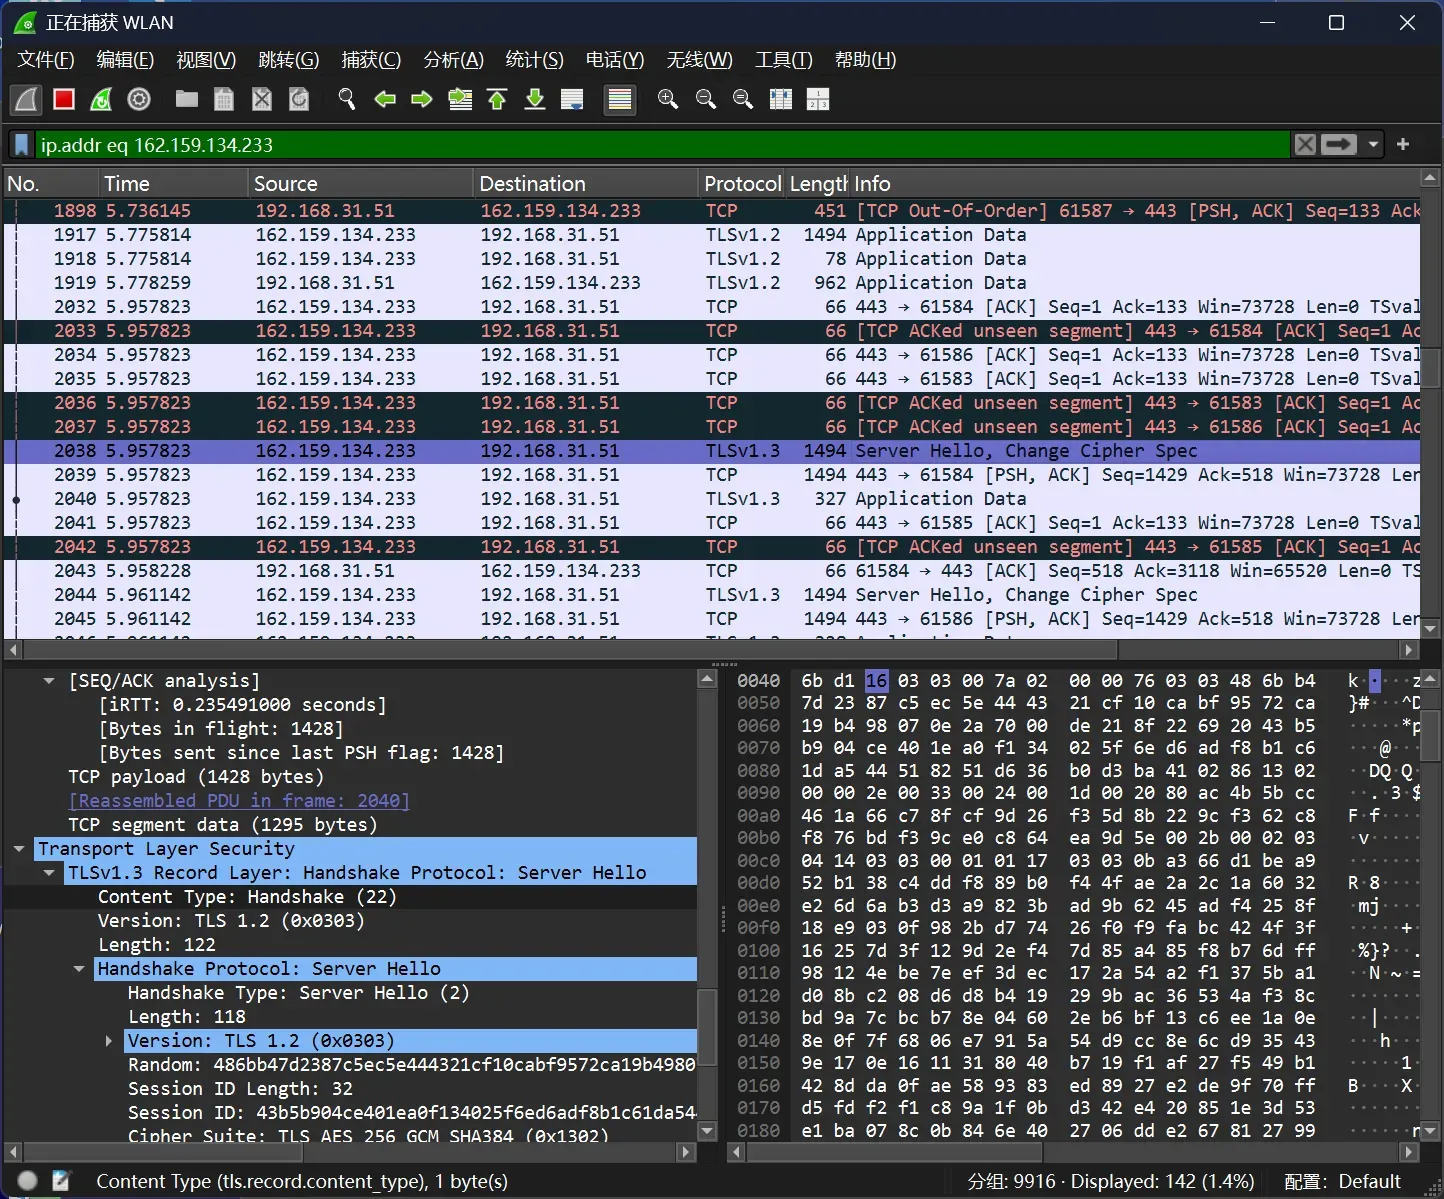 正在捕获 WLAN
文件(F) 编辑(E) 视图(V) 跳转(G) 捕获(C) 分析(A) 统计(S) 电话(Y) 无线(W) 工具(T) 帮助(H)
ip.addr eq 162.159.134.233
No. Time Source Destination Protocol Length Info
1898 5.736145 192.168.31.51 162.159.134.233 TCP 451 [TCP Out-Of-Order] 61587 → 443 [PSH, ACK] Seq=133 Ack
1917 5.775814 162.159.134.233 192.168.31.51 TLSv1.2 1494 Application Data
1918 5.775814 162.159.134.233 192.168.31.51 TLSv1.2 78 Application Data
1919 5.778259 192.168.31.51 162.159.134.233 TLSv1.2 962 Application Data
2032 5.957823 162.159.134.233 192.168.31.51 TCP 66 443 → 61584 [ACK] Seq=1 Ack=133 Win=73728 Len=0 TSval
2033 5.957823 162.159.134.233 192.168.31.51 TCP 66 [TCP ACKed unseen segment] 443 → 61584 [ACK] Seq=1 Ac
2034 5.957823 162.159.134.233 192.168.31.51 TCP 66 443 → 61586 [ACK] Seq=1 Ack=133 Win=73728 Len=0 TSval
2035 5.957823 162.159.134.233 192.168.31.51 TCP 66 443 → 61583 [ACK] Seq=1 Ack=133 Win=73728 Len=0 TSval
2036 5.957823 162.159.134.233 192.168.31.51 TCP 66 [TCP ACKed unseen segment] 443 → 61583 [ACK] Seq=1 Ac
2037 5.957823 162.159.134.233 192.168.31.51 TCP 66 [TCP ACKed unseen segment] 443 → 61586 [ACK] Seq=1 Ac
2038 5.957823 162.159.134.233 192.168.31.51 TLSv1.3 1494 Server Hello, Change Cipher Spec
2039 5.957823 162.159.134.233 192.168.31.51 TCP 1494 443 → 61584 [PSH, ACK] Seq=1429 Ack=518 Win=73728 Len
2040 5.957823 162.159.134.233 192.168.31.51 TLSv1.3 327 Application Data
2041 5.957823 162.159.134.233 192.168.31.51 TCP 66 443 → 61585 [ACK] Seq=1 Ack=133 Win=73728 Len=0 TSval
2042 5.957823 162.159.134.233 192.168.31.51 TCP 66 [TCP ACKed unseen segment] 443 → 61585 [ACK] Seq=1 Ac
2043 5.958228 192.168.31.51 162.159.134.233 TCP 66 61584 → 443 [ACK] Seq=518 Ack=3118 Win=65520 Len=0 TS
2044 5.961142 162.159.134.233 192.168.31.51 TLSv1.3 1494 Server Hello, Change Cipher Spec
2045 5.961142 162.159.134.233 192.168.31.51 TCP 1494 443 → 61586 [PSH, ACK] Seq=1429 Ack=518 Win=73728 Len
[SEQ/ACK analysis]
[iRTT: 0.235491000 seconds]
[Bytes in flight: 1428]
[Bytes sent since last PSH flag: 1428]
TCP payload (1428 bytes)
[Reassembled PDU in frame: 2040]
TCP segment data (1295 bytes)
Transport Layer Security
TLSv1.3 Record Layer: Handshake Protocol: Server Hello
Content Type: Handshake (22)
Version: TLS 1.2 (0x0303)
Length: 122
Handshake Protocol: Server Hello
Handshake Type: Server Hello (2)
Length: 118
Version: TLS 1.2 (0x0303)
Random: 486bb47d2387c5ec5e444321cf10cabf9572ca19b4980
Session ID Length: 32
Session ID: 43b5b904ce401ea0f134025f6ed6adf8b1c61da54
Cipher Suite: TLS_AES_256_GCM_SHA384 (0x1302)
0040 6b d1 16 03 03 00 7a 02 00 00 76 03 03 48 6b b4 k··· z
0050 7d 23 87 c5 ec 5e 44 43 21 cf 10 ca bf 95 72 ca }#···^D
0060 19 b4 98 07 0e 2a 70 00 de 21 8f 22 69 20 43 b5 ·····*p
0070 b9 04 ce 40 1e a0 f1 34 02 5f 6e d6 ad f8 b1 c6 ···@···
0080 1d a5 44 51 82 51 d6 36 b0 d3 ba 41 02 86 13 02 ··DQ·Q·
0090 00 00 2e 00 33 00 24 00 1d 00 20 80 ac 4b 5b cc ··.·3·$
00a0 46 1a 66 c7 8f cf 9d 26 f3 5d 8b 22 9c f3 62 c8 F·f····
00b0 f8 76 bd f3 9c e0 c8 64 ea 9d 5e 00 2b 00 02 03 ·v·····
00c0 04 14 03 03 00 01 01 17 03 03 0b a3 66 d1 be a9 ·······
00d0 52 b1 38 c4 dd f8 89 b0 f4 4f ae 2a 2c 1a 60 32 R·8····
00e0 e2 6d 6a b3 d3 a9 82 3b ad 9b 62 45 ad f4 25 8f ·mj····
00f0 18 e9 03 0f 98 2b d7 74 26 f0 f9 fa bc 42 4f 3f ·····+·
0100 16 25 7d 3f 12 9d 2e f4 7d 85 a4 85 f8 b7 6d ff ·%}?··.
0110 98 12 4e be 7e ef 3d ec 17 2a 54 a2 f1 37 5b a1 ··N·~·=
0120 d0 8b c2 08 d6 d8 b4 19 29 9b ac 36 53 4a f3 8c ·······
0130 bd 9a 7c bc b7 8e 04 60 2e b6 bf 13 c6 ee 1a 0e ··|····
0140 8e 0f 7f 68 06 e7 91 5a 54 d9 cc 8e 6c d9 35 43 ···h···
0150 9e 17 0e 16 11 31 80 40 b7 19 f1 af 27 f5 49 b1 ·····1·
0160 42 8d da 0f ae 58 93 83 ed 89 27 e2 de 9f 70 ff B····X·
0170 d5 fd f2 f1 c8 9a 1f 0b d3 42 e4 20 85 1e 3d 53 ·······
0180 e1 ba 07 8c 0b 84 6e 40 27 06 dd e2 67 81 27 99 ······n
Content Type (tls.record.content_type), 1 byte(s) 分组: 9916 · Displayed: 142 (1.4%) 配置: Default